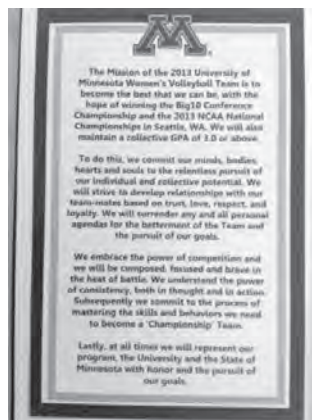 M
The Mission of the 2013 University of
Minnesota Women's Volleyball Team is to
become the best that we can be, with the
hope of winning the Big10 Conference
Championship and the 2013 NCAA National
Championships in Seattle, WA. We will also
maintain a collective GPA of 3.0 or above.
To do this, we commit our minds, bodies,
hearts and souls to the relentless pursuit of
our individual and collective potential. We
will strive to develop relationships with our
team-mates based on trust, love, respect, and
loyalty. We will surrender any and all personal
agendas for the betterment of the Team and
the pursuit of our goals.
We embrace the power of competition and
we will be composed, focused and brave in
the heat of battle. We understand the power
of consistency, both in thought and in action.
Subsequently we commit to the process of
mastering the skills and behaviors we need
to become a 'Championship' Team.
Lastly, at all times we will represent our
program, the University and the State of
Minnesota with honor and the pursuit of
our goals.